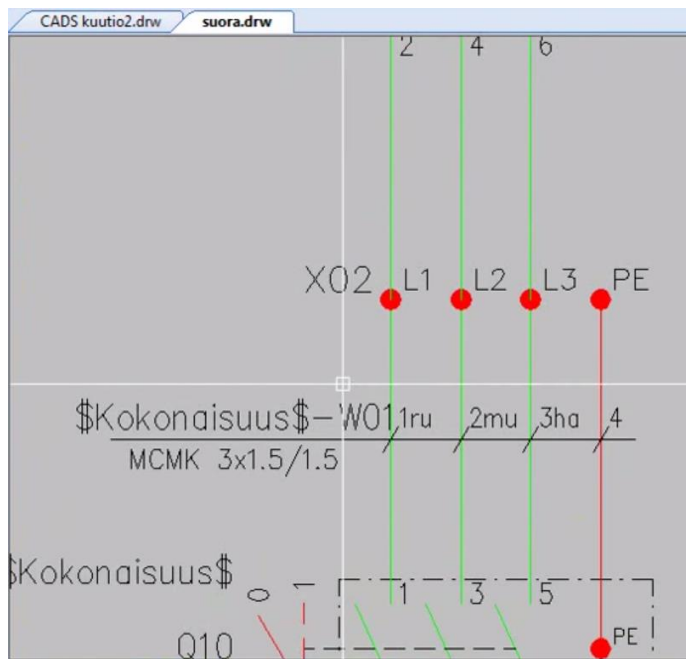 CADS kuutio2.drw suora.drw
2 4 6
X02 L1 L2 L3 PE
$Kokonaisuus$-W01 1ru 2mu 3ha 4
MCMK 3x1.5/1.5
$Kokonaisuus$
0 1 1 3 5
Q10 PE